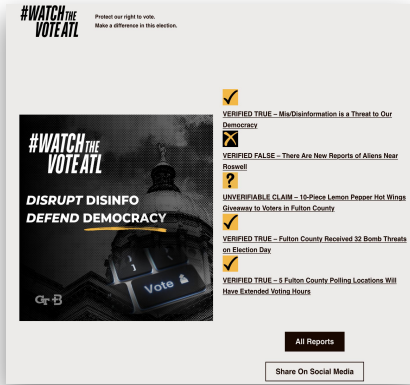 #WATCH THE
VOTE ATL
Protect our right to vote.
Make a difference in this election.
#WATCH THE
VOTE ATL
DISRUPT DISINFO
DEFEND DEMOCRACY
Vote
VERIFIED TRUE – Mis/Disinformation is a Threat to Our
Democracy
VERIFIED FALSE – There Are New Reports of Aliens Near
Roswell
?
UNVERIFIABLE CLAIM – 10-Piece Lemon Pepper Hot Wings
Giveaway to Voters in Fulton County
VERIFIED TRUE – Fulton County Received 32 Bomb Threats
on Election Day
VERIFIED TRUE – 5 Fulton County Polling Locations Will
Have Extended Voting Hours
All Reports
Share On Social Media